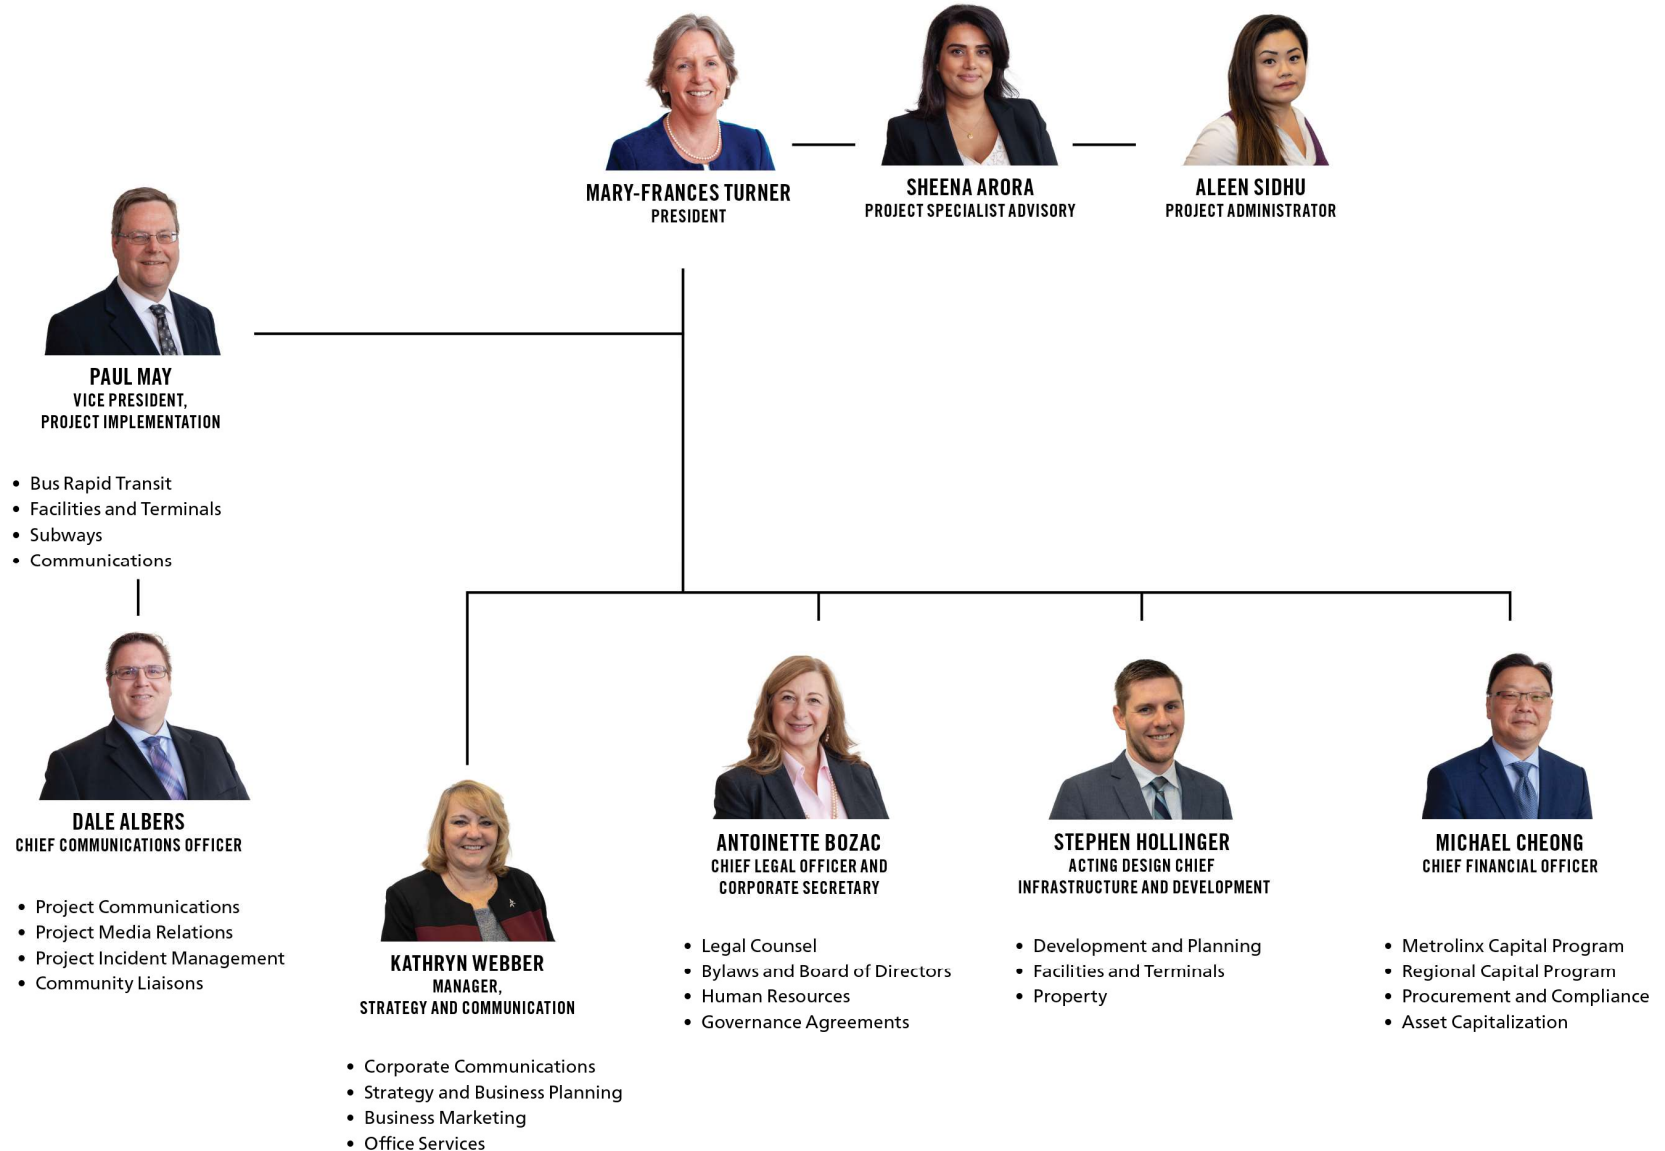 MARY-FRANCES TURNER
PRESIDENT
SHEENA ARORA
PROJECT SPECIALIST ADVISORY
ALEEN SIDHU
PROJECT ADMINISTRATOR
PAUL MAY
VICE PRESIDENT,
PROJECT IMPLEMENTATION
• Bus Rapid Transit
• Facilities and Terminals
• Subways
• Communications
DALE ALBERS
CHIEF COMMUNICATIONS OFFICER
• Project Communications
• Project Media Relations
• Project Incident Management
• Community Liaisons
KATHRYN WEBBER
MANAGER,
STRATEGY AND COMMUNICATION
• Corporate Communications
• Strategy and Business Planning
• Business Marketing
• Office Services
ANTOINETTE BOZAC
CHIEF LEGAL OFFICER AND
CORPORATE SECRETARY
• Legal Counsel
• Bylaws and Board of Directors
• Human Resources
• Governance Agreements
STEPHEN HOLLINGER
ACTING DESIGN CHIEF
INFRASTRUCTURE AND DEVELOPMENT
• Development and Planning
• Facilities and Terminals
• Property
MICHAEL CHEONG
CHIEF FINANCIAL OFFICER
• Metrolinx Capital Program
• Regional Capital Program
• Procurement and Compliance
• Asset Capitalization